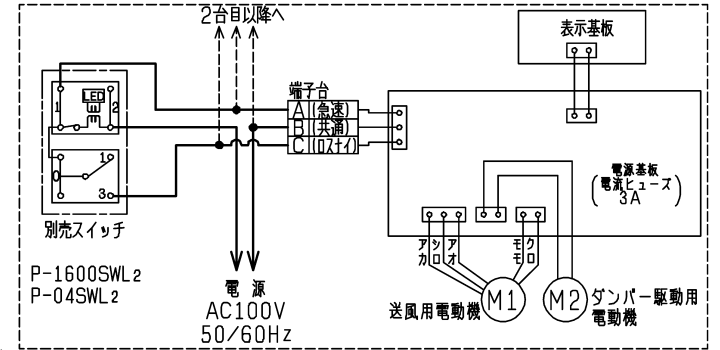 2台目以降へ
表示基板
端子台
A (急速)
B (共通)
C (ロスナイ)
LED
1
2
0
1
3
別売スイッチ
P-1600SWL2
P-04SWL2
電源
AC100V
50/60Hz
電源基板
(電流ヒューズ 3A)
アカ
シロ
アオ
モモ
クロ
M1
送風用電動機
M2
ダンパー駆動用
電動機